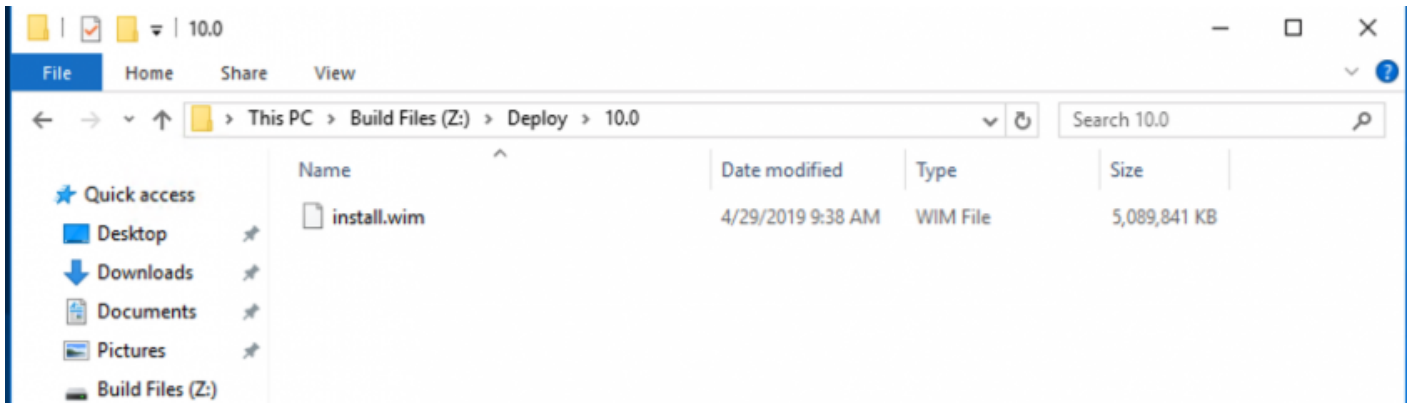 10.0
File Home Share View
This PC > Build Files (Z:) > Deploy > 10.0 Search 10.0
Name Date modified Type Size
Quick access
install.wim 4/29/2019 9:38 AM WIM File 5,089,841 KB
Desktop
Downloads
Documents
Pictures
Build Files (Z:)